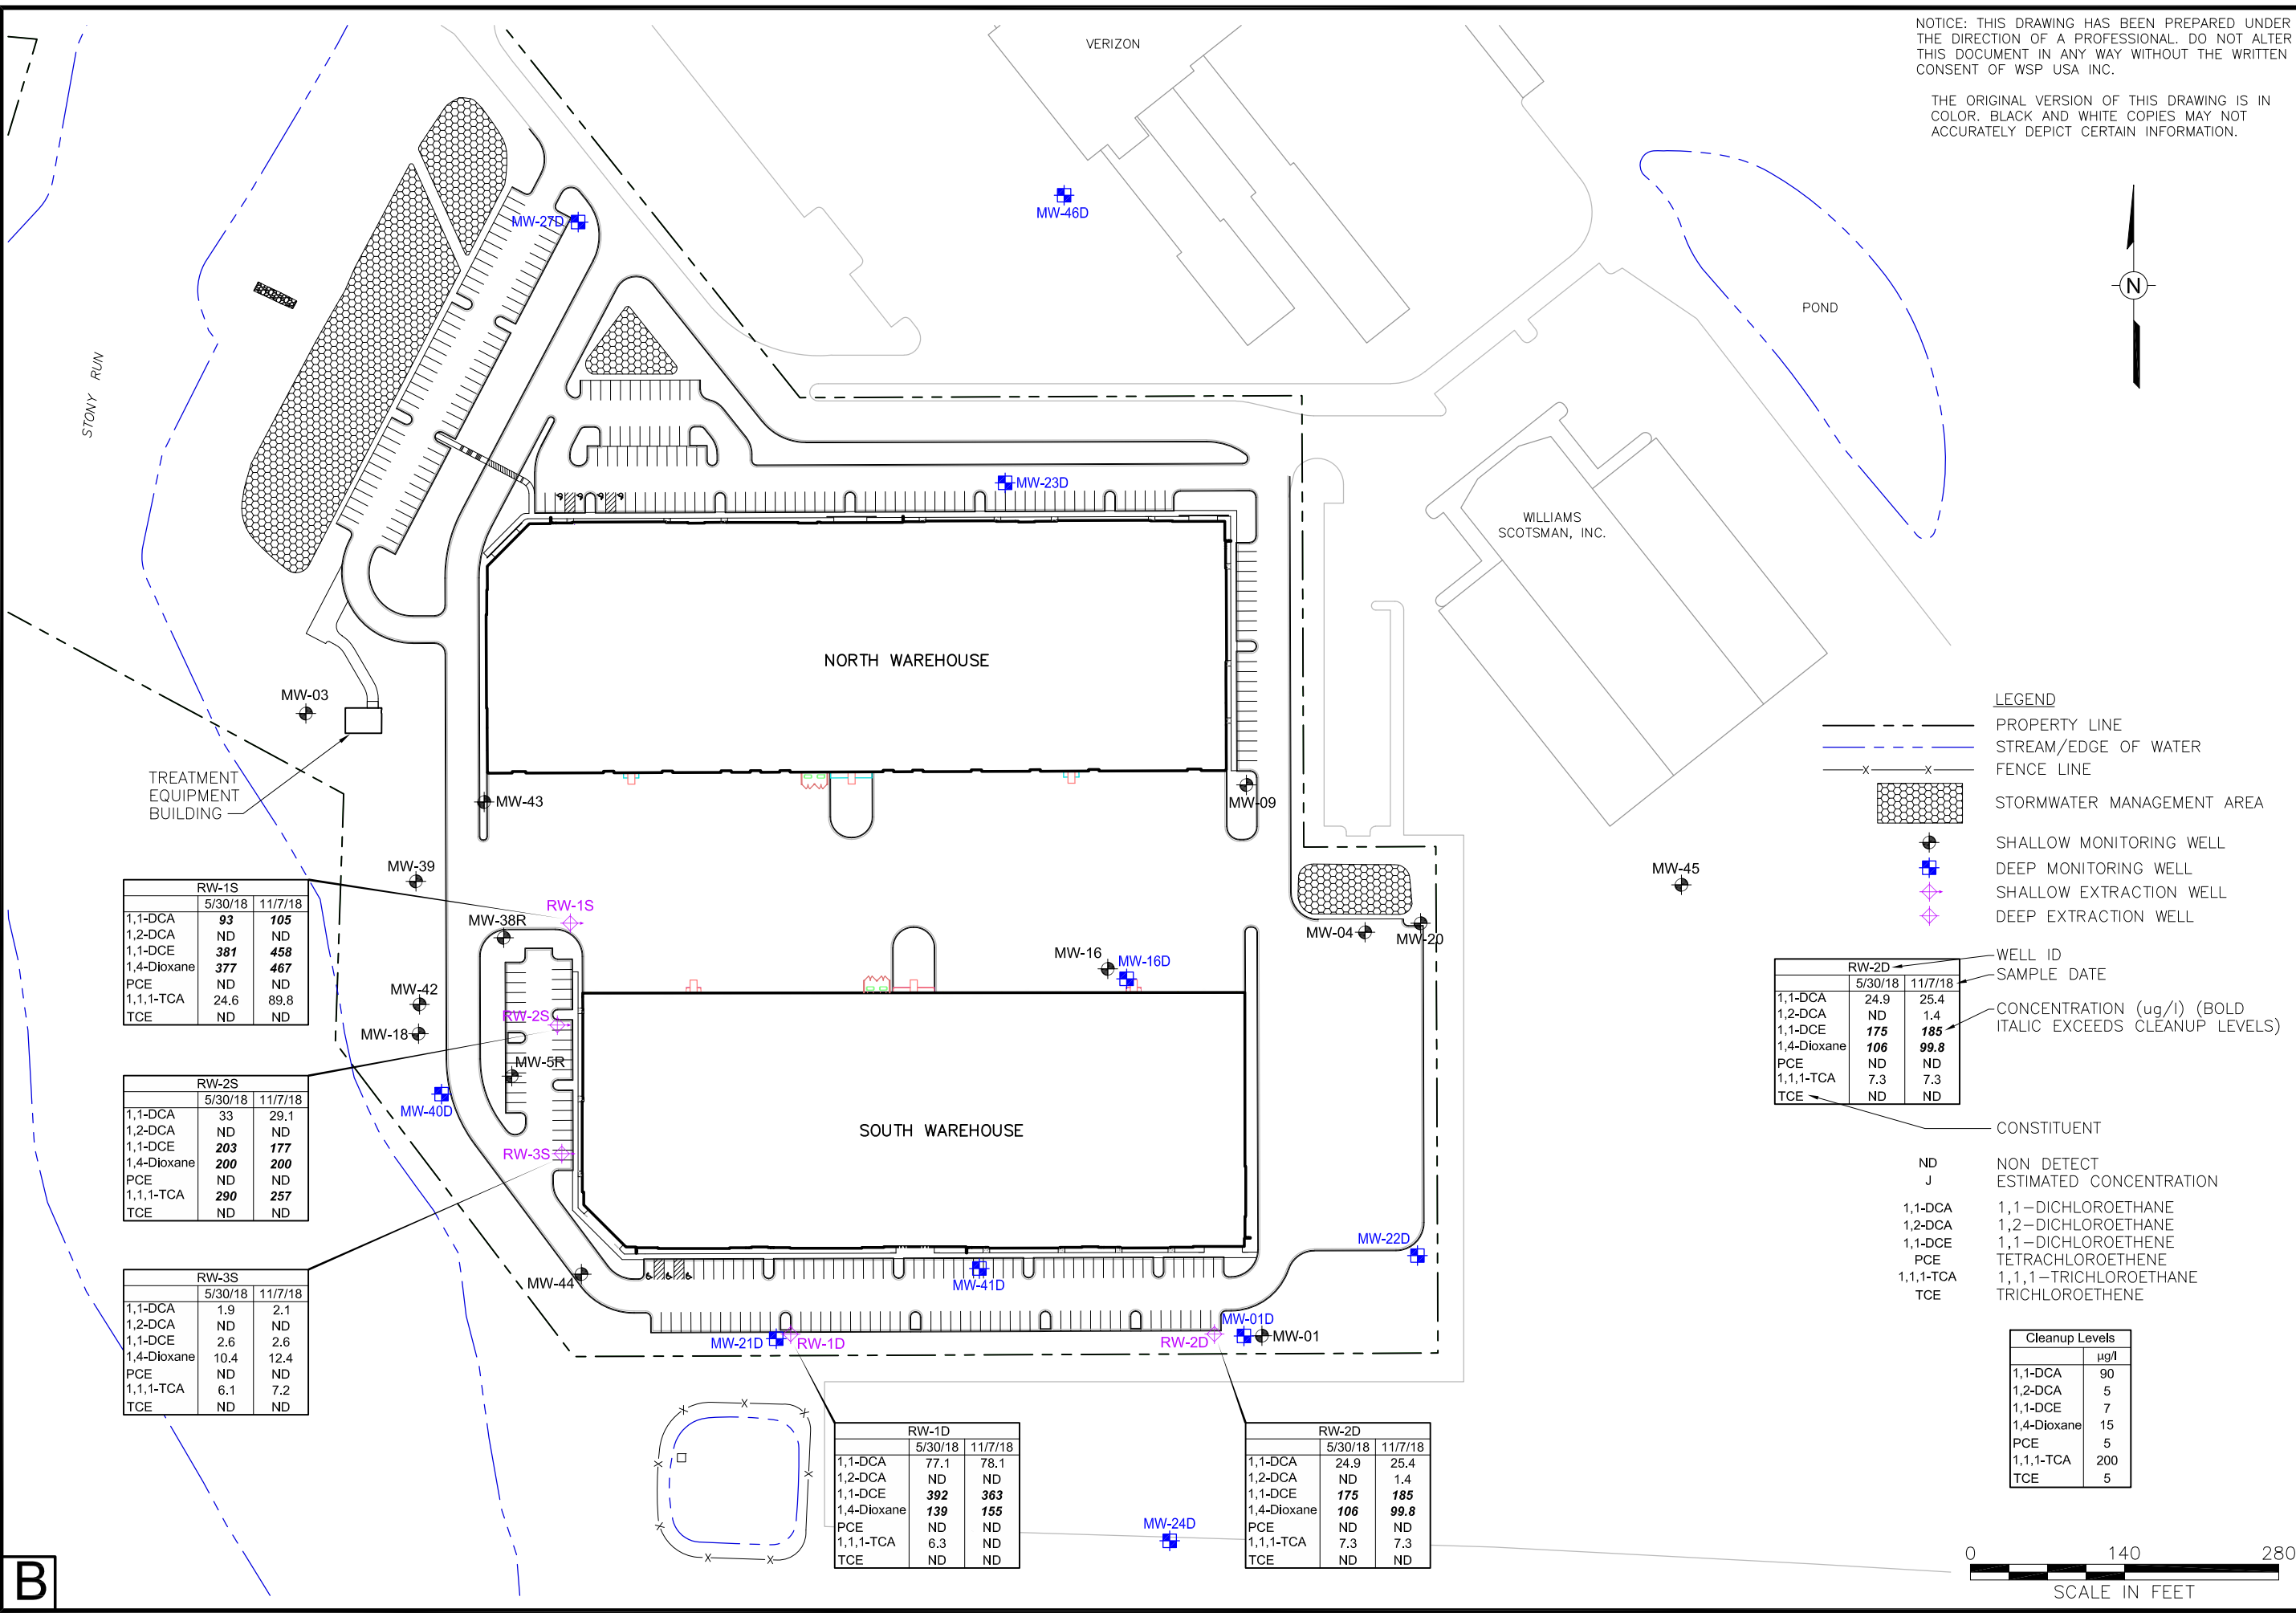 NOTICE: THIS DRAWING HAS BEEN PREPARED UNDER
THE DIRECTION OF A PROFESSIONAL. DO NOT ALTER
THIS DOCUMENT IN ANY WAY WITHOUT THE WRITTEN
CONSENT OF WSP USA INC.
THE ORIGINAL VERSION OF THIS DRAWING IS IN
COLOR. BLACK AND WHITE COPIES MAY NOT
ACCURATELY DEPICT CERTAIN INFORMATION.
VERIZON
MW-46D
MW-27D
N
POND
STONY RUN
MW-23D
WILLIAMS
SCOTSMAN, INC.
NORTH WAREHOUSE
MW-03
TREATMENT
EQUIPMENT
BUILDING
MW-43
MW-09
MW-39
MW-45
RW-1S
MW-38R
MW-04
MW-20
MW-16
MW-16D
MW-42
MW-18
RW-2S
MW-5R
MW-40D
SOUTH WAREHOUSE
RW-3S
MW-22D
MW-44
MW-41D
MW-21D
RW-1D
RW-2D
MW-01D
MW-01
MW-24D
RW-1S
5/30/18 11/7/18
1,1-DCA 93 105
1,2-DCA ND ND
1,1-DCE 381 458
1,4-Dioxane 377 467
PCE ND ND
1,1,1-TCA 24.6 89.8
TCE ND ND
RW-2S
5/30/18 11/7/18
1,1-DCA 33 29.1
1,2-DCA ND ND
1,1-DCE 203 177
1,4-Dioxane 200 200
PCE ND ND
1,1,1-TCA 290 257
TCE ND ND
RW-3S
5/30/18 11/7/18
1,1-DCA 1.9 2.1
1,2-DCA ND ND
1,1-DCE 2.6 2.6
1,4-Dioxane 10.4 12.4
PCE ND ND
1,1,1-TCA 6.1 7.2
TCE ND ND
RW-1D
5/30/18 11/7/18
1,1-DCA 77.1 78.1
1,2-DCA ND ND
1,1-DCE 392 363
1,4-Dioxane 139 155
PCE ND ND
1,1,1-TCA 6.3 ND
TCE ND ND
RW-2D
5/30/18 11/7/18
1,1-DCA 24.9 25.4
1,2-DCA ND 1.4
1,1-DCE 175 185
1,4-Dioxane 106 99.8
PCE ND ND
1,1,1-TCA 7.3 7.3
TCE ND ND
LEGEND
PROPERTY LINE
STREAM/EDGE OF WATER
X X FENCE LINE
STORMWATER MANAGEMENT AREA
SHALLOW MONITORING WELL
DEEP MONITORING WELL
SHALLOW EXTRACTION WELL
DEEP EXTRACTION WELL
RW-2D
5/30/18 11/7/18
1,1-DCA 24.9 25.4
1,2-DCA ND 1.4
1,1-DCE 175 185
1,4-Dioxane 106 99.8
PCE ND ND
1,1,1-TCA 7.3 7.3
TCE ND ND
WELL ID
SAMPLE DATE
CONCENTRATION (ug/l) (BOLD
ITALIC EXCEEDS CLEANUP LEVELS)
CONSTITUENT
ND NON DETECT
J ESTIMATED CONCENTRATION
1,1-DCA 1,1-DICHLOROETHANE
1,2-DCA 1,2-DICHLOROETHANE
1,1-DCE 1,1-DICHLOROETHENE
PCE TETRACHLOROETHENE
1,1,1-TCA 1,1,1-TRICHLOROETHANE
TCE TRICHLOROETHENE
Cleanup Levels
µg/l
1,1-DCA 90
1,2-DCA 5
1,1-DCE 7
1,4-Dioxane 15
PCE 5
1,1,1-TCA 200
TCE 5
0 140 280
SCALE IN FEET
X X X X X X X X
B